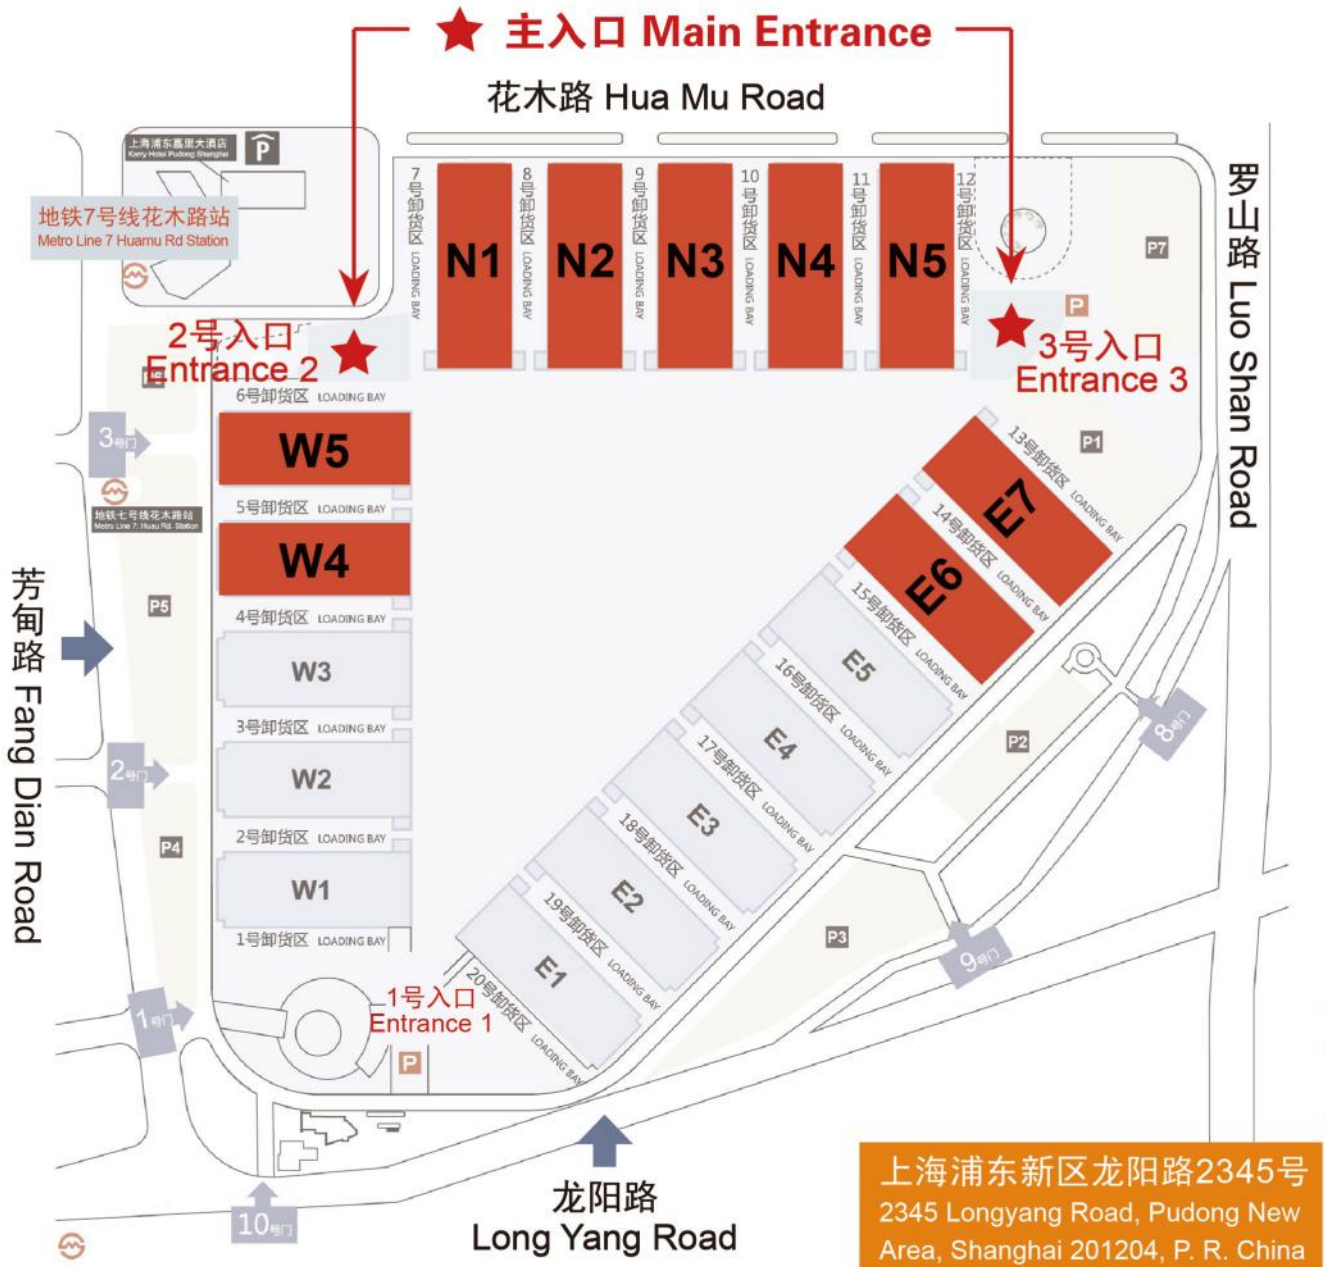 主入口 Main Entrance
花木路 Hua Mu Road
上海浦东嘉里大酒店
Kerry Hotel Pudong Shanghai
P
地铁7号线花木路站
Metro Line 7 Huamu Rd Station
7号卸货区 LOADING BAY
N1
8号卸货区 LOADING BAY
N2
9号卸货区 LOADING BAY
N3
10号卸货区 LOADING BAY
N4
11号卸货区 LOADING BAY
N5
12号卸货区 LOADING BAY
P7
罗山路 Luo Shan Road
P
2号入口
Entrance 2
3号入口
Entrance 3
6号卸货区 LOADING BAY
W5
3号门
5号卸货区 LOADING BAY
地铁七号线花木路站
W4
4号卸货区 LOADING BAY
P5
W3
芳甸路 Fang Dian Road
3号卸货区 LOADING BAY
2号门
W2
2号卸货区 LOADING BAY
P4
W1
1号卸货区 LOADING BAY
1号门
P1
13号卸货区 LOADING BAY
E7
14号卸货区 LOADING BAY
E6
15号卸货区 LOADING BAY
E5
16号卸货区 LOADING BAY
E4
17号卸货区 LOADING BAY
E3
18号卸货区 LOADING BAY
E2
19号卸货区 LOADING BAY
E1
20号卸货区 LOADING BAY
8号门
P2
P3
9号门
1号入口
Entrance 1
P
10号门
龙阳路
Long Yang Road
上海浦东新区龙阳路2345号
2345 Longyang Road, Pudong New
Area, Shanghai 201204, P. R. China